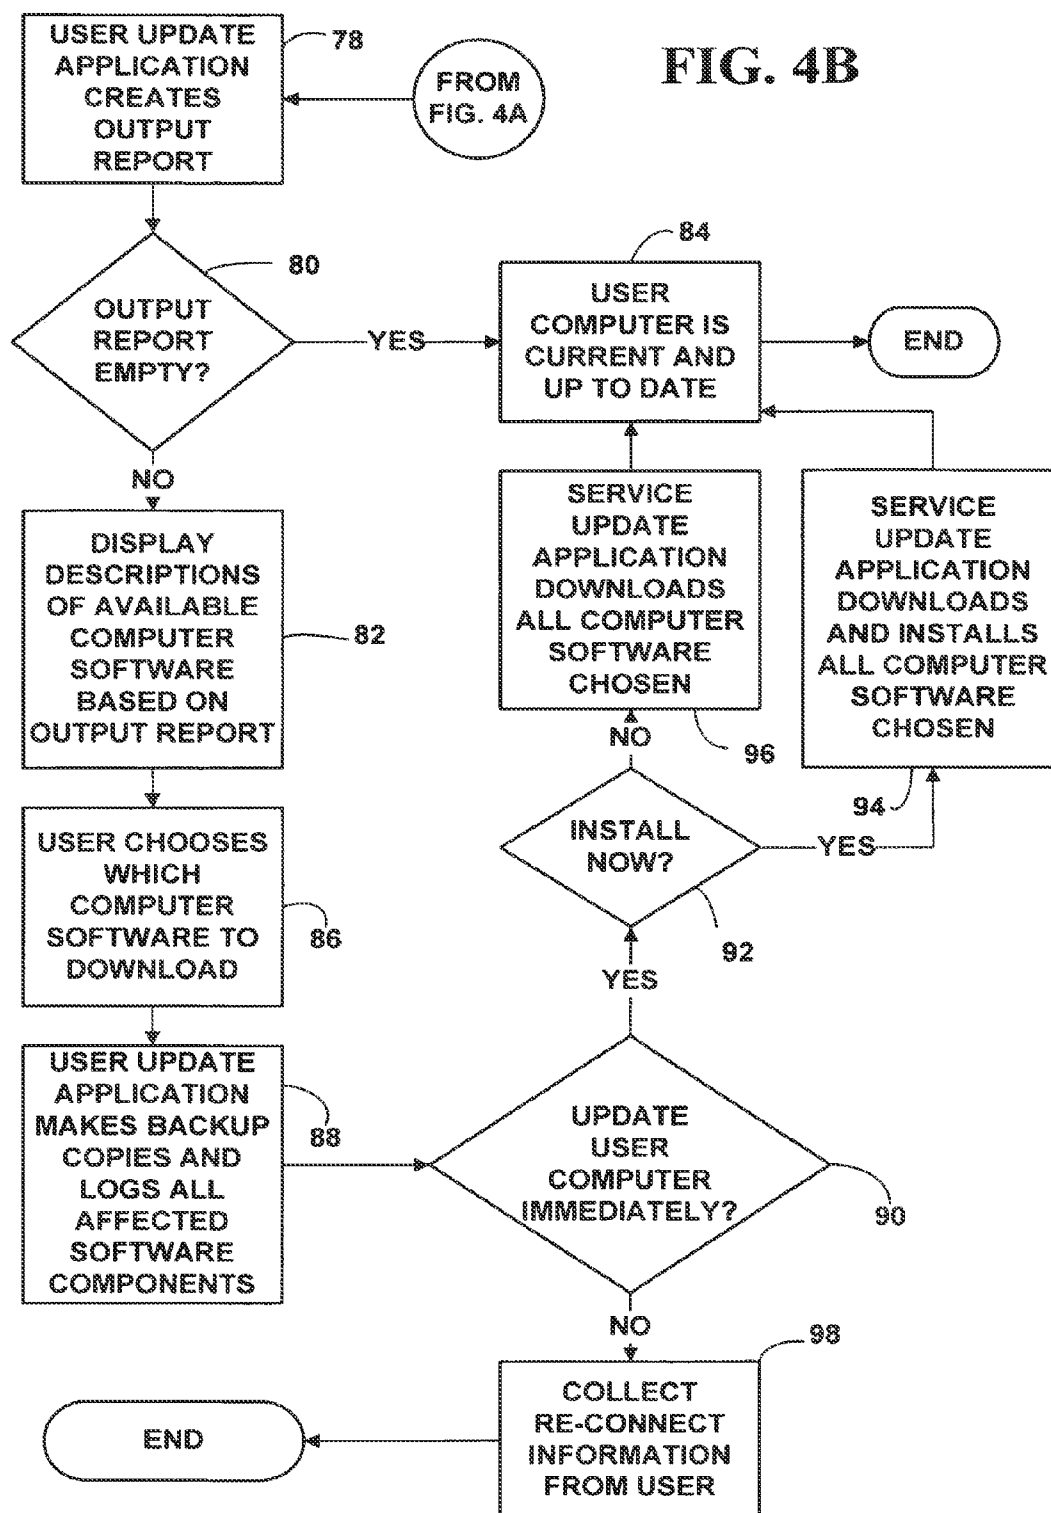 FIG. 4B
USER UPDATE
APPLICATION
CREATES
OUTPUT
REPORT
78
FROM
FIG. 4A
OUTPUT
REPORT
EMPTY?
80
YES
NO
USER
COMPUTER IS
CURRENT AND
UP TO DATE
84
END
DISPLAY
DESCRIPTIONS
OF AVAILABLE
COMPUTER
SOFTWARE
BASED ON
OUTPUT REPORT
82
USER CHOOSES
WHICH
COMPUTER
SOFTWARE TO
DOWNLOAD
86
USER UPDATE
APPLICATION
MAKES BACKUP
COPIES AND
LOGS ALL
AFFECTED
SOFTWARE
COMPONENTS
88
SERVICE
UPDATE
APPLICATION
DOWNLOADS
ALL COMPUTER
SOFTWARE
CHOSEN
96
SERVICE
UPDATE
APPLICATION
DOWNLOADS
AND INSTALLS
ALL COMPUTER
SOFTWARE
CHOSEN
94
NO
INSTALL
NOW?
YES
92
YES
UPDATE
USER
COMPUTER
IMMEDIATELY?
90
NO
COLLECT
RE-CONNECT
INFORMATION
FROM USER
98
END